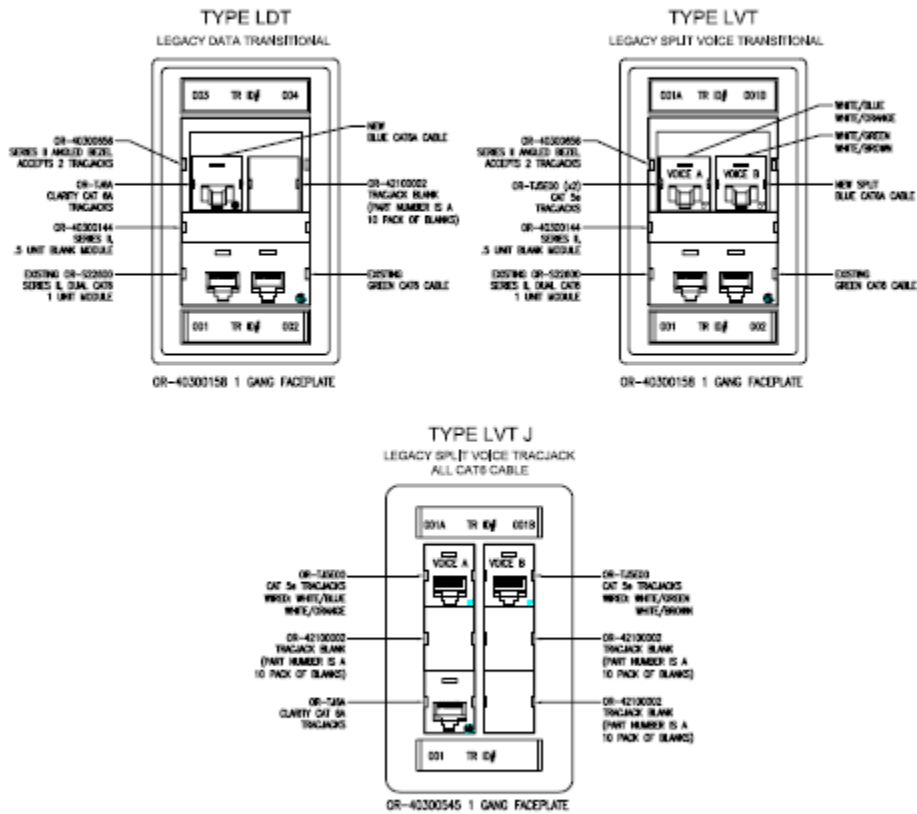 TYPE LDT
LEGACY DATA TRANSITIONAL
003 TR ID# 004
OR-40300656
SERIES II ANGLED BEZEL
ACCEPTS 2 TRACJACKS
OR-TJ6A
CLARITY CAT 6A
TRACJACKS
OR-40300144
SERIES II,
.5 UNIT BLANK MODULE
EXISTING OR-S22600
SERIES II, DUAL CAT6
1 UNIT MODULE
NEW
BLUE CAT6A CABLE
OR-42100002
TRACJACK BLANK
(PART NUMBER IS A
10 PACK OF BLANKS)
EXISTING
GREEN CAT6 CABLE
001 TR ID# 002
OR-40300158 1 GANG FACEPLATE
TYPE LVT
LEGACY SPLIT VOICE TRANSITIONAL
001A TR ID# 001B
OR-40300656
SERIES II ANGLED BEZEL
ACCEPTS 2 TRACJACKS
OR-TJ5E00 (x2)
CAT 5e
TRACJACKS
OR-40300144
SERIES II,
.5 UNIT BLANK MODULE
EXISTING OR-S22600
SERIES II, DUAL CAT6
1 UNIT MODULE
VOICE A
VOICE B
WHITE/BLUE
WHITE/ORANGE
WHITE/GREEN
WHITE/BROWN
NEW SPLIT
BLUE CAT6A CABLE
EXISTING
GREEN CAT6 CABLE
001 TR ID# 002
OR-40300158 1 GANG FACEPLATE
TYPE LVT J
LEGACY SPLIT VOICE TRACJACK
ALL CAT6 CABLE
001A TR ID# 001B
VOICE A
VOICE B
OR-TJ5E00
CAT 5e TRACJACKS
WIRED: WHITE/BLUE
WHITE/ORANGE
OR-42100002
TRACJACK BLANK
(PART NUMBER IS A
10 PACK OF BLANKS)
OR-TJ6A
CLARITY CAT 6A
TRACJACKS
OR-TJ5E00
CAT 5e TRACJACKS
WIRED: WHITE/GREEN
WHITE/BROWN
OR-42100002
TRACJACK BLANK
(PART NUMBER IS A
10 PACK OF BLANKS)
OR-42100002
TRACJACK BLANK
(PART NUMBER IS A
10 PACK OF BLANKS)
001 TR ID#
OR-40300545 1 GANG FACEPLATE